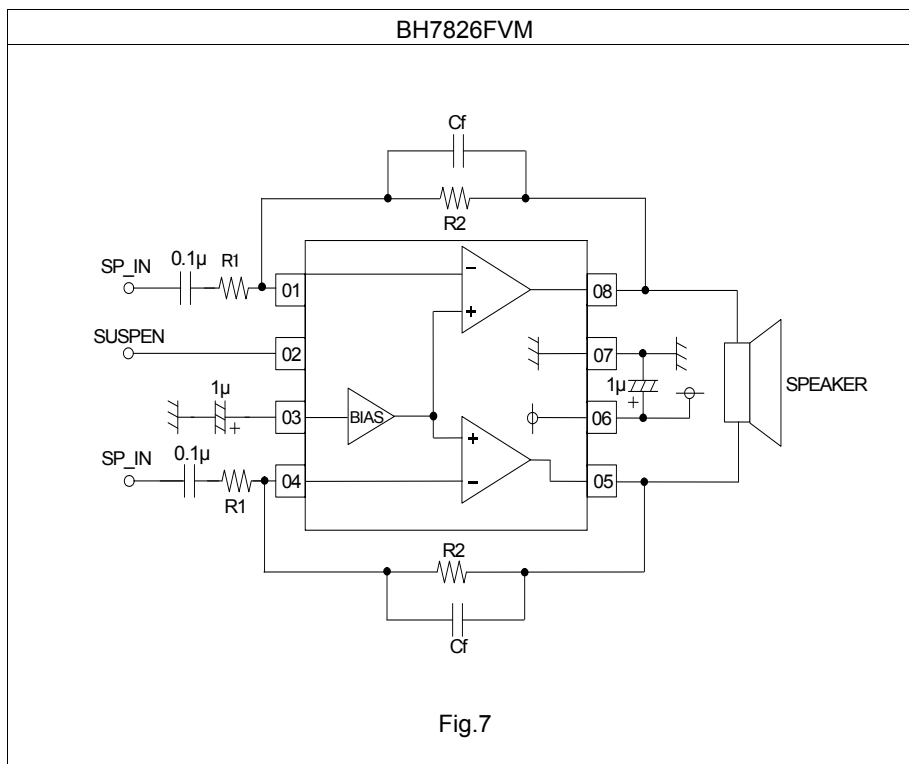 BH7826FVM
Cf
R2
0.1µ
R1
SP_IN
01
08
SUSPEN
02
07
1µ
+
1µ
+
SPEAKER
03
BIAS
06
SP_IN
0.1µ
R1
04
05
−
+
+
−
R2
Cf
Fig.7